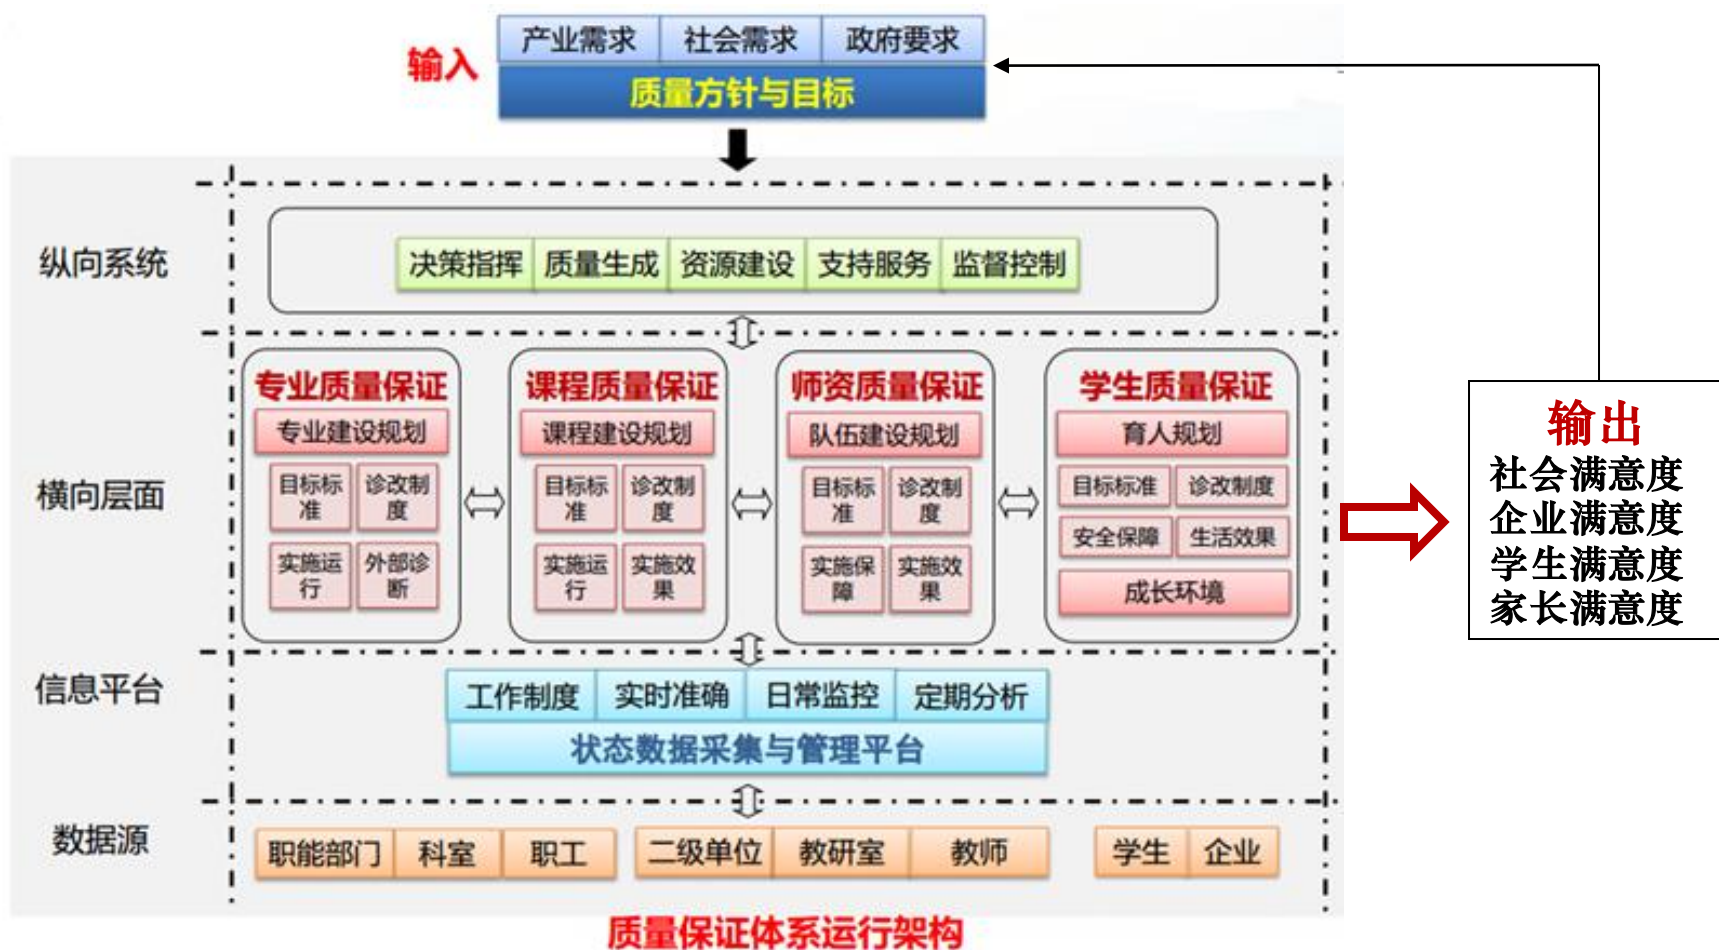 产业需求 社会需求 政府要求
输入
质量方针与目标
纵向系统
决策指挥 质量生成 资源建设 支持服务 监督控制
横向层面
专业质量保证
专业建设规划
目标标
准
诊改制
度
实施运
行
外部诊
断
课程质量保证
课程建设规划
目标标
准
诊改制
度
实施运
行
实施效
果
师资质量保证
队伍建设规划
目标标
准
诊改制
度
实施保
障
实施效
果
学生质量保证
育人规划
目标标准 诊改制度
安全保障 生活效果
成长环境
输出
社会满意度
企业满意度
学生满意度
家长满意度
信息平台
工作制度 实时准确 日常监控 定期分析
状态数据采集与管理平台
数据源
职能部门 科室 职工 二级单位 教研室 教师 学生 企业
质量保证体系运行架构